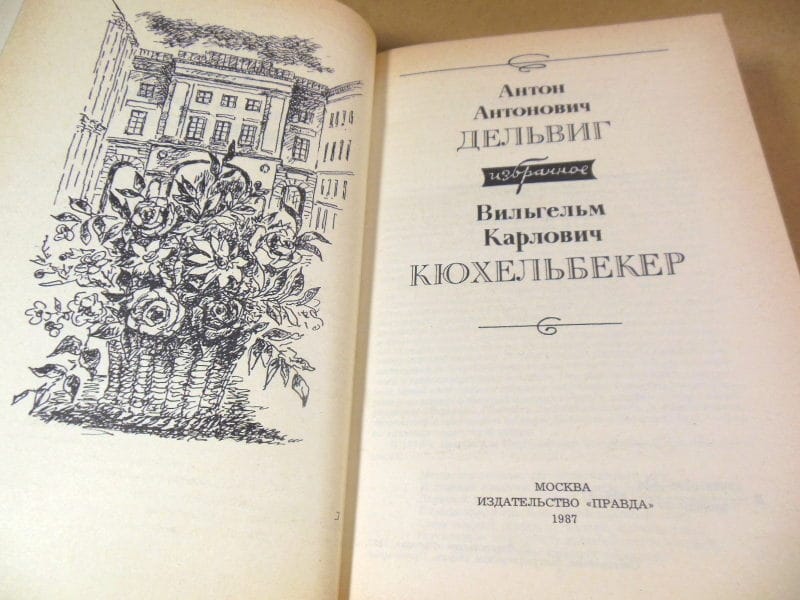 Антон
Антонович
ДЕЛЬВИГ
избранное
Вильгельм
Карлович
КЮХЕЛЬБЕКЕР
МОСКВА
ИЗДАТЕЛЬСТВО «ПРАВДА»
1987